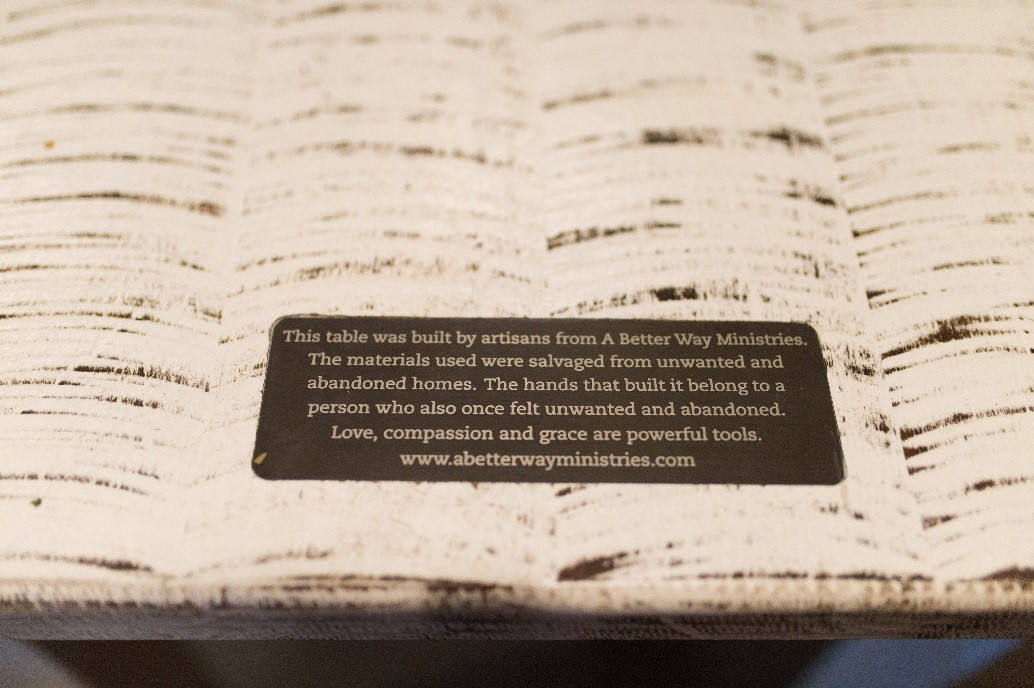 This table was built by artisans from A Better Way Ministries.
The materials used were salvaged from unwanted and
abandoned homes. The hands that built it belong to a
person who also once felt unwanted and abandoned.
Love, compassion and grace are powerful tools.
www.abetterwayministries.com